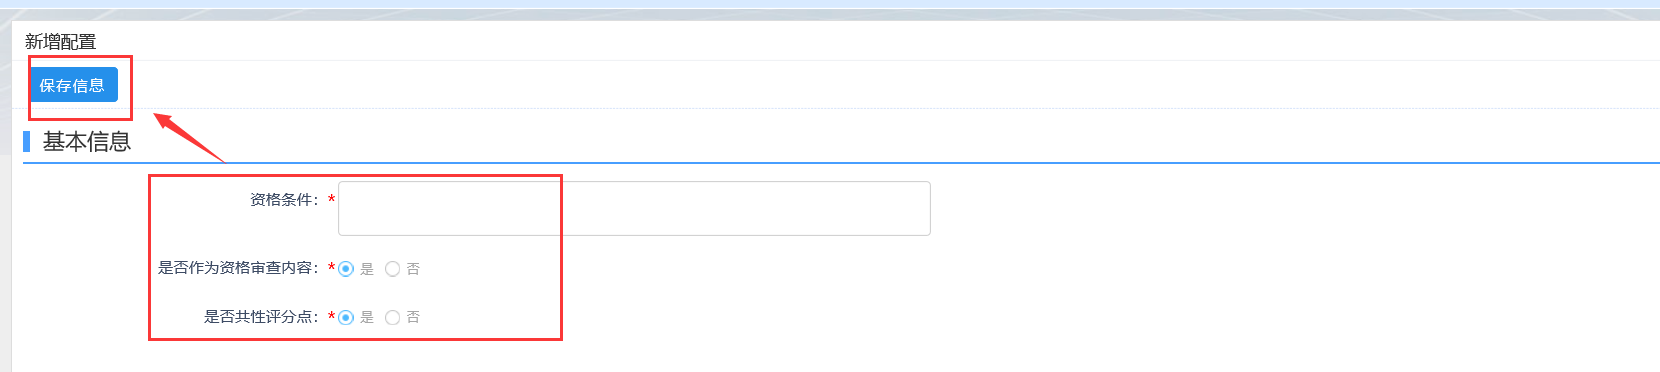 新增配置
保存信息
基本信息
资格条件：*
是否作为资格审查内容：* 是 否
是否共性评分点：* 是 否